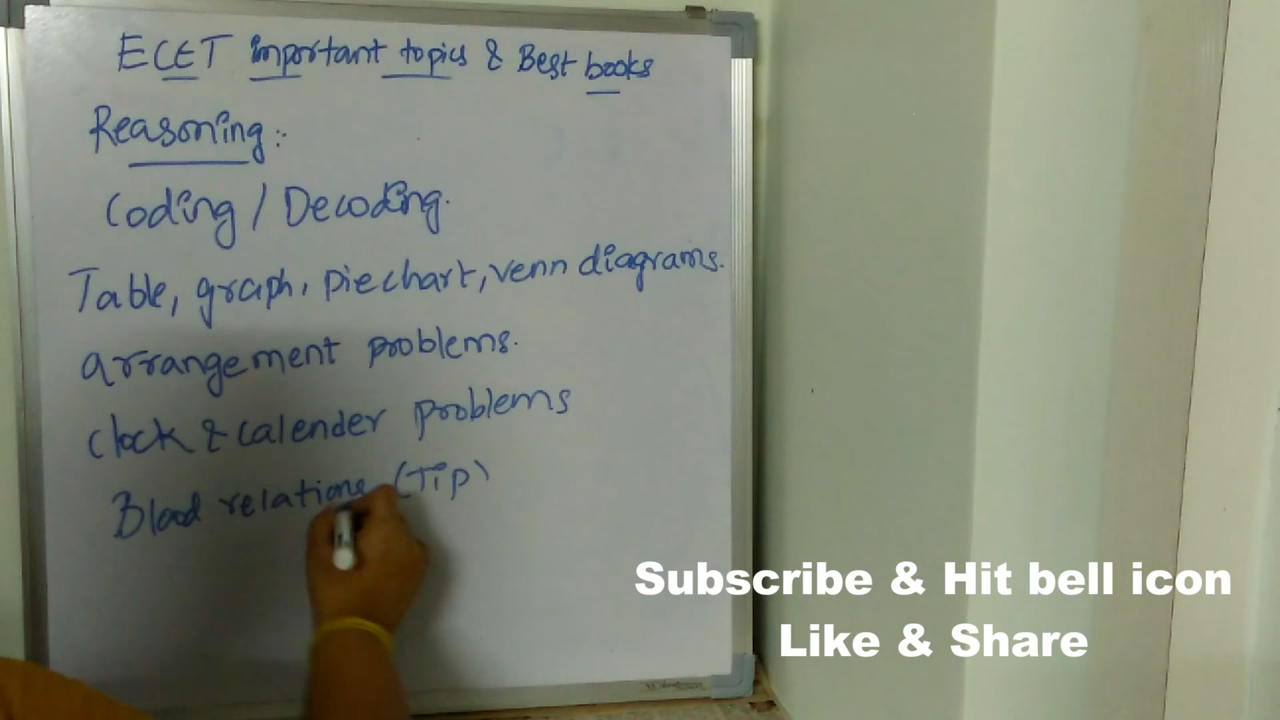 ECET important topics & Best books
Reasoning:
Coding / Decoding.
Table, graph, Piechart, venn diagrams.
arrangement problems.
clock & calender problems
Blood relations (Tip)
Subscribe & Hit bell icon
Like & Share